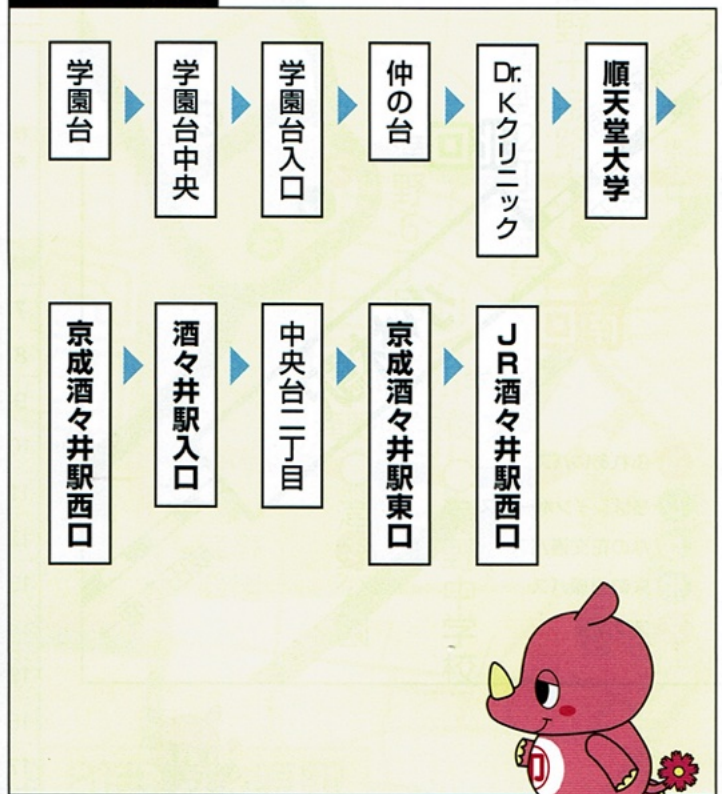 学園台
学園台中央
学園台入口
仲の台
Dr.Kクリニック
順天堂大学
京成酒々井駅西口
酒々井駅入口
中央台二丁目
京成酒々井駅東口
JR酒々井駅西口